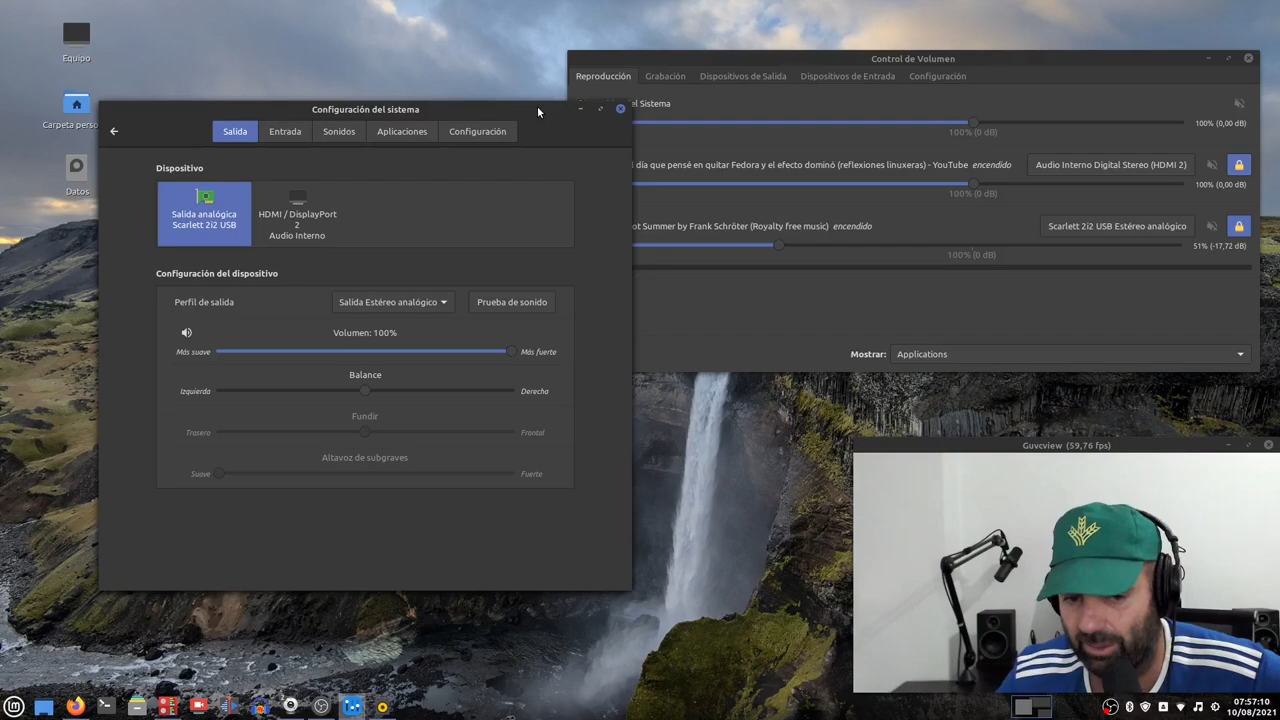 Equipo
Carpeta perso
Datos
Configuración del sistema
Salida
Entrada
Sonidos
Aplicaciones
Configuración
Dispositivo
Salida analógica
Scarlett 2i2 USB
HDMI / DisplayPort
2
Audio Interno
Configuración del dispositivo
Perfil de salida
Salida Estéreo analógico
Prueba de sonido
Volumen: 100%
Más suave
Más fuerte
Balance
Izquierda
Derecho
Fundir
Trasero
Frontal
Altavoz de subgraves
Suave
Fuerte
Control de Volumen
Reproducción
Grabación
Dispositivos de Salida
Dispositivos de Entrada
Configuración
el Sistema
100% (0,00 dB)
100% (0 dB)
l día que pensé en quitar Fedora y el efecto dominó (reflexiones linuxeras) - YouTube encendido
Audio Interno Digital Stereo (HDMI 2)
100% (0,00 dB)
100% (0 dB)
ot Summer by Frank Schröter (Royalty free music) encendido
Scarlett 2i2 USB Estéreo analógico
51% (-17,72 dB)
100% (0 dB)
Mostrar:
Applications
Guvcview (59,76 fps)
07:57:10
10/08/2021